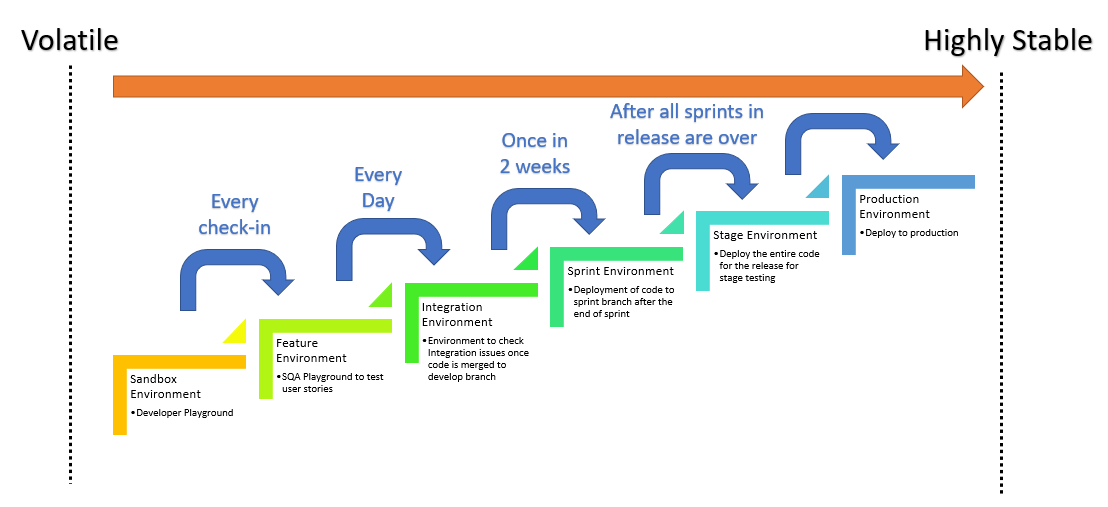 Volatile
Highly Stable
Every
check-in
Every
Day
Once in
2 weeks
After all sprints in
release are over
Sandbox
Environment
•Developer Playground
Feature
Environment
•SQA Playground to test
user stories
Integration
Environment
•Environment to check
Integration issues once
code is merged to
develop branch
Sprint Environment
•Deployment of code to
sprint branch after the
end of sprint
Stage Environment
•Deploy the entire code
for the release for
stage testing
Production
Environment
•Deploy to production